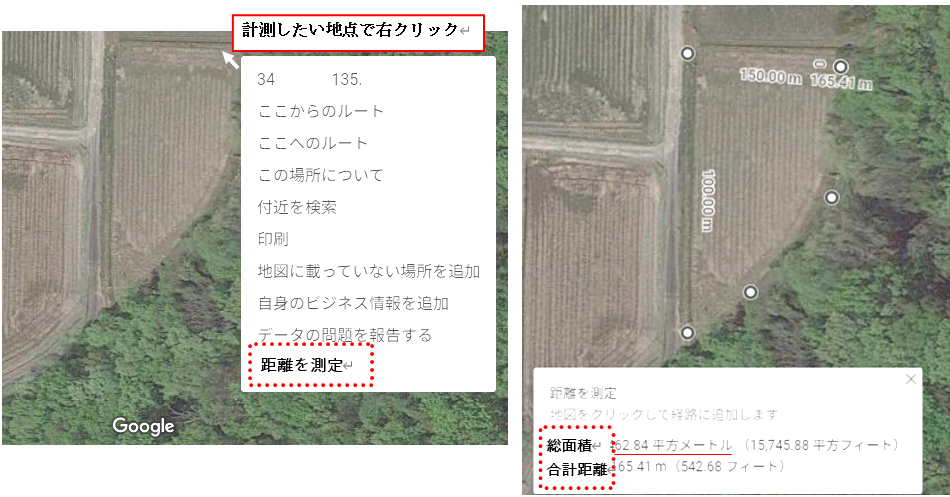 計測したい地点で右クリック↵
34 135.
ここからのルート
ここへのルート
この場所について
付近を検索
印刷
地図に載っていない場所を追加
自身のビジネス情報を追加
データの問題を報告する
距離を測定↵
Google
0
150.00 m 165.41 m
100.00 m
距離を測定
地図をクリックして経路に追加します
総面積↵ 62.84 平方メートル （15,745.88 平方フィート）
合計距離↵ 165.41 m（542.68 フィート）